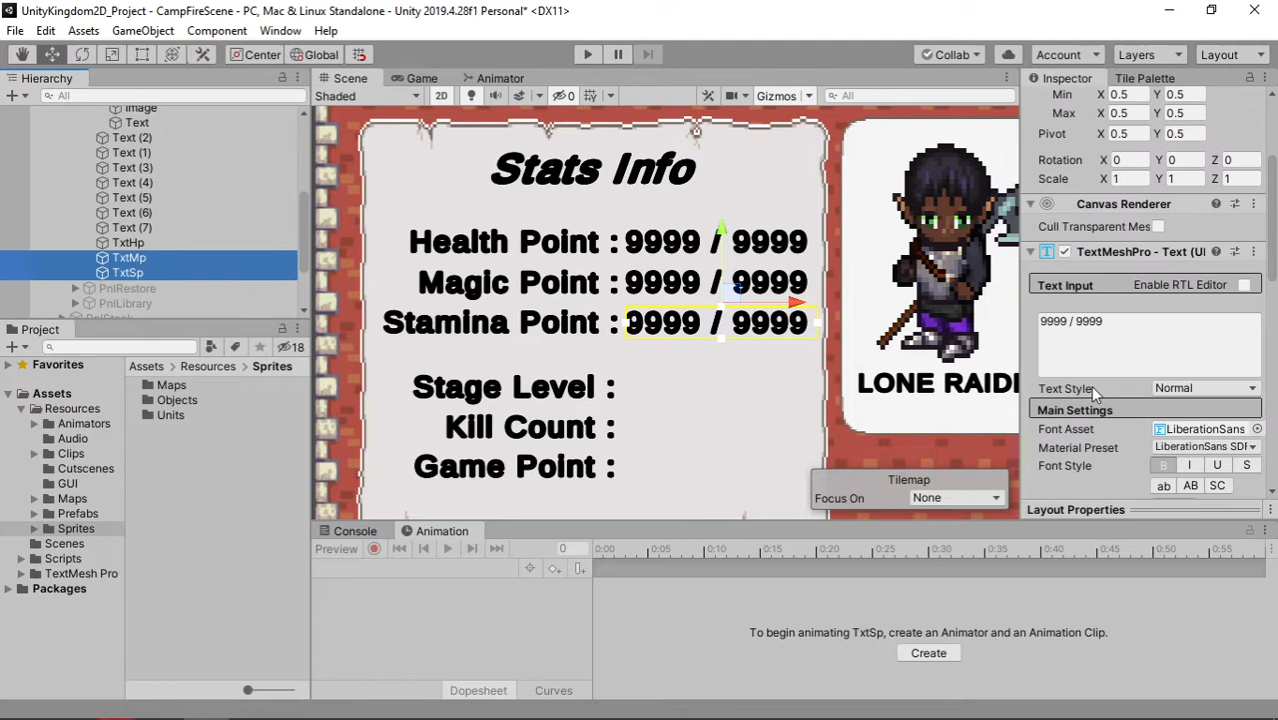 UnityKingdom2D_Project - CampFireScene - PC, Mac & Linux Standalone - Unity 2019.4.28f1 Personal* <DX11>
File Edit Assets GameObject Component Window Help
Center Global Collab Account Layers Layout
Hierarchy
All
Image
Text
Text (2)
Text (1)
Text (3)
Text (4)
Text (5)
Text (6)
Text (7)
TxtHp
TxtMp
TxtSp
PnlRestore
PnlLibrary
Scene Game Animator
Shaded 2D 0 Gizmos All
Stats Info
Health Point : 9999 / 9999
Magic Point : 9999 / 9999
Stamina Point : 9999 / 9999
Stage Level :
Kill Count :
Game Point :
LONE RAIDE
Tilemap
Focus On None
Inspector Tile Palette
Min X 0.5 Y 0.5
Max X 0.5 Y 0.5
Pivot X 0.5 Y 0.5
Rotation X 0 Y 0 Z 0
Scale X 1 Y 1 Z 1
Canvas Renderer
Cull Transparent Mes
TextMeshPro - Text (UI
Text Input Enable RTL Editor
9999 / 9999
Text Style Normal
Main Settings
Font Asset LiberationSans
Material Preset LiberationSans SDF
Font Style B I U S
ab AB SC
Layout Properties
Project
18
Favorites
Assets
Resources
Animators
Audio
Clips
Cutscenes
GUI
Maps
Prefabs
Sprites
Scenes
Scripts
TextMesh Pro
Packages
Assets Resources Sprites
Maps
Objects
Units
Console Animation
Preview 0 0:00 0:05 0:10 0:15 0:20 0:25 0:30 0:35 0:40 0:45 0:50 0:55
To begin animating TxtSp, create an Animator and an Animation Clip.
Create
Dopesheet Curves